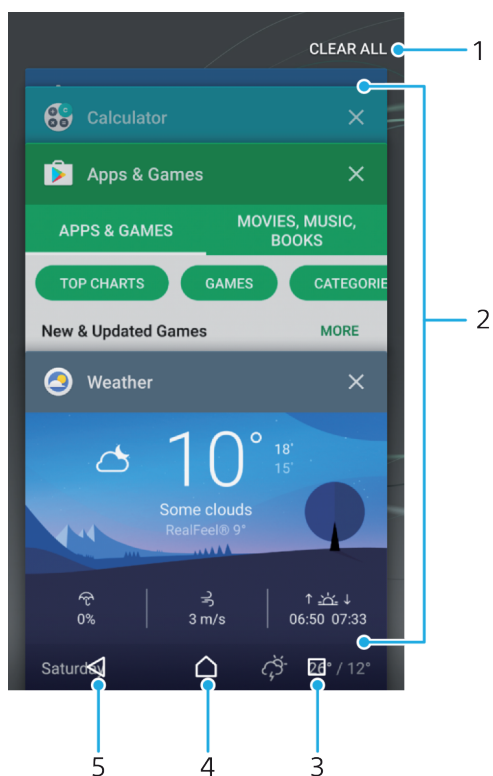 CLEAR ALL
1
Calculator
Apps & Games
APPS & GAMES
MOVIES, MUSIC,
BOOKS
TOP CHARTS
GAMES
CATEGORIE
2
New & Updated Games
MORE
Weather
10°
18°
15°
Some clouds
RealFeel® 9°
0%
3 m/s
06:50 07:33
Saturday
26° / 12°
5
4
3